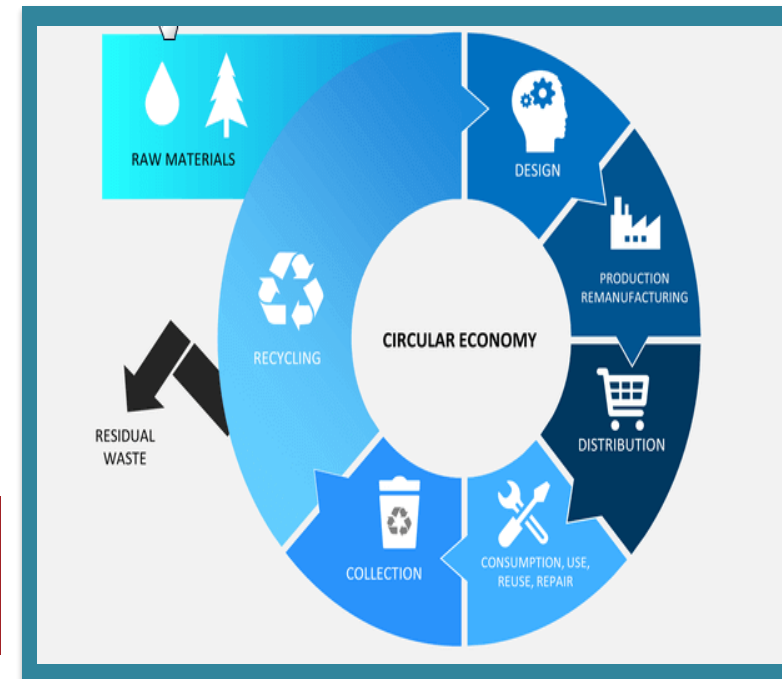 RAW MATERIALS
DESIGN
PRODUCTION
REMANUFACTURING
RECYCLING
CIRCULAR ECONOMY
DISTRIBUTION
RESIDUAL
WASTE
COLLECTION
CONSUMPTION, USE,
REUSE, REPAIR